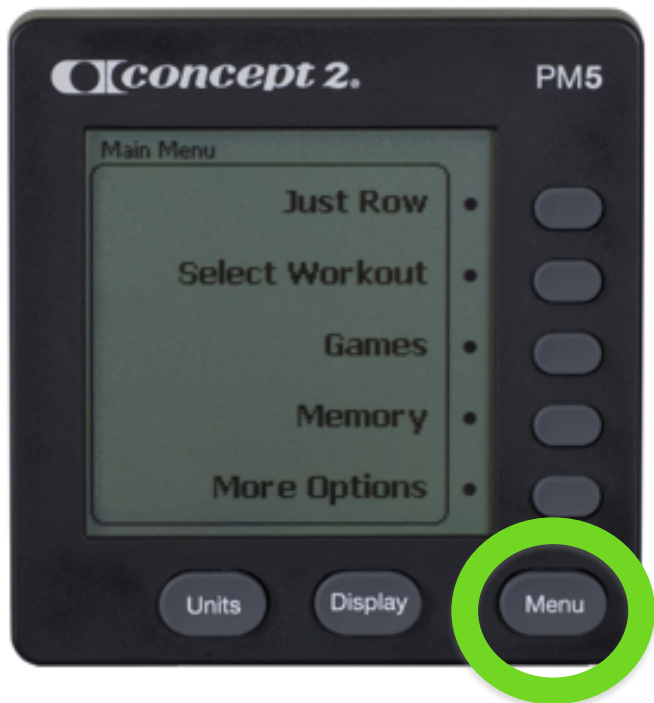 concept 2.
PM5
Main Menu
Just Row
Select Workout
Games
Memory
More Options
Units
Display
Menu